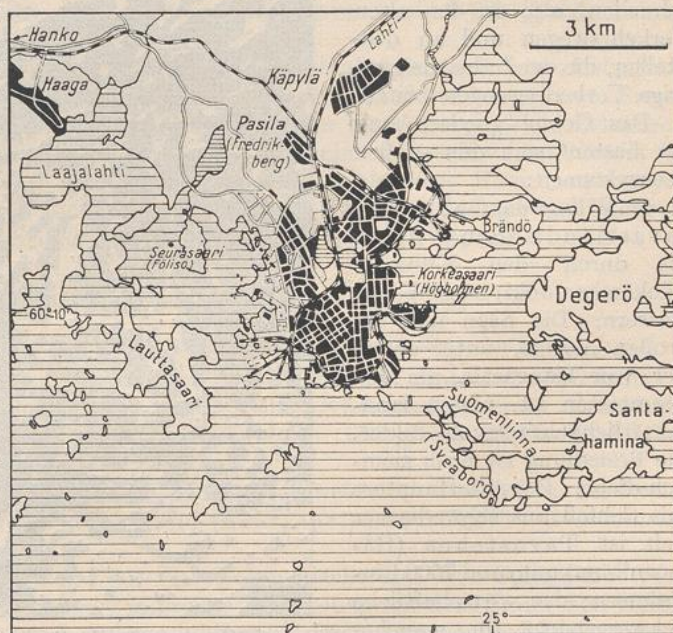 Hanko
Lahti
3 km
Haaga
Käpylä
Pasila
(Fredrik-
berg)
Laajalahti
Seurasaari
(Fölisö)
Brändö
Korkeasaari
(Högholmen)
Degerö
60°10'
Lauttasaari
Suomenlinna
(Sveaborg)
Santa-
hamina
25°